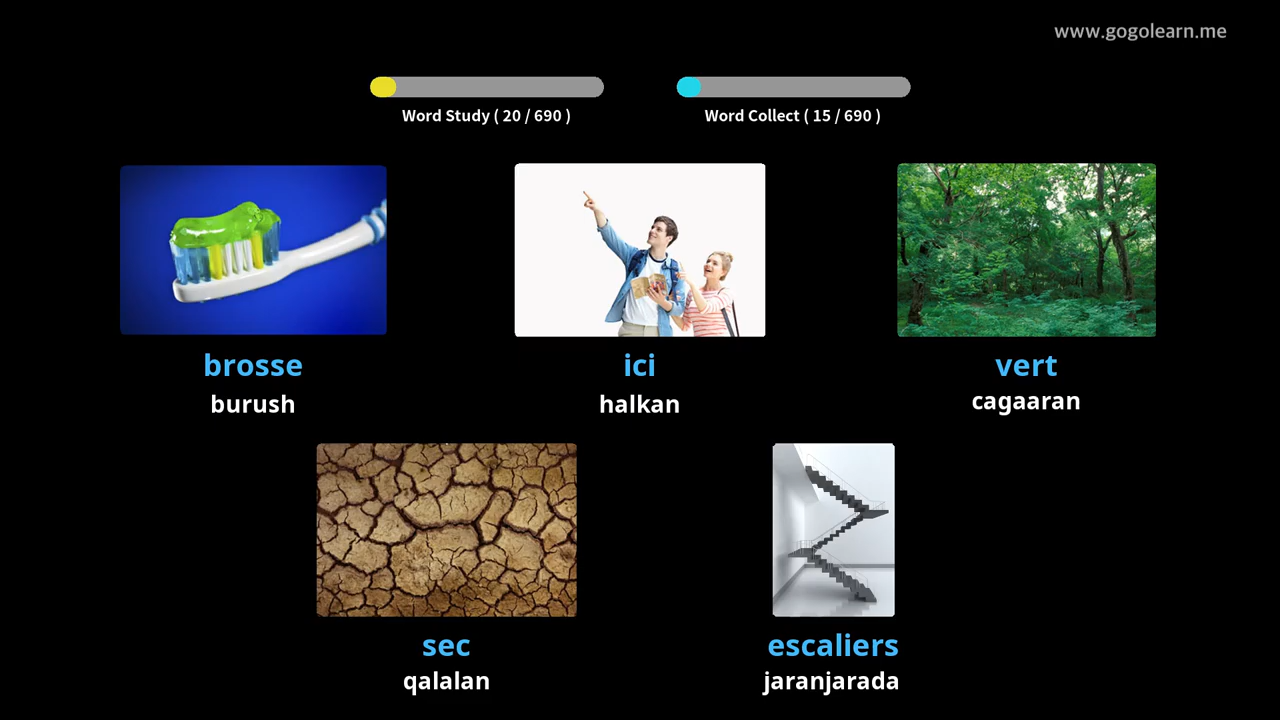 www.gogolearn.me
Word Study ( 20 / 690 )
Word Collect ( 15 / 690 )
brosse
burush
ici
halkan
vert
cagaaran
sec
qalalan
escaliers
jaranjarada